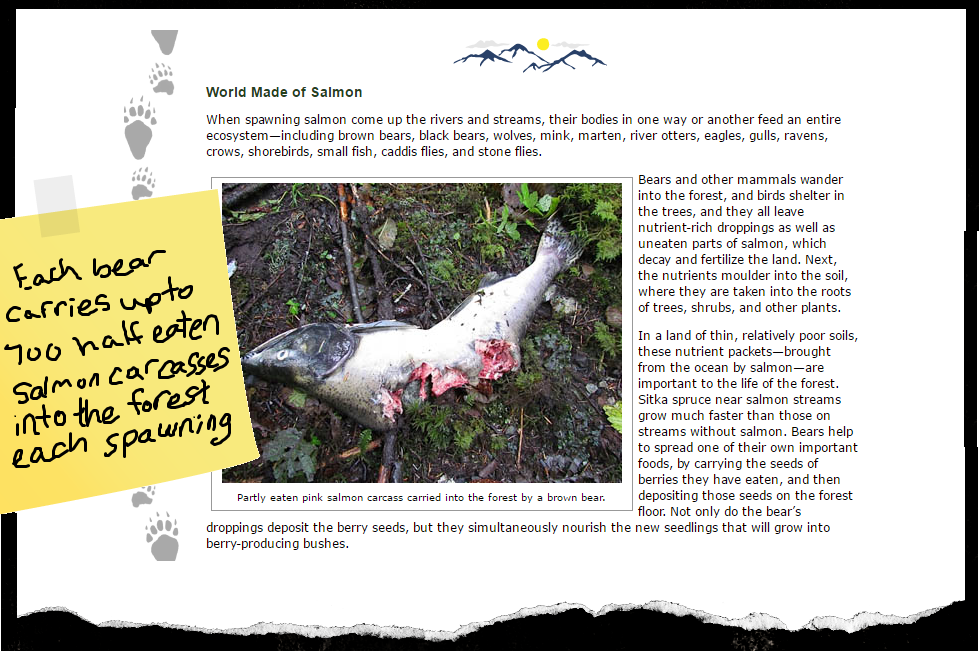 World Made of Salmon
When spawning salmon come up the rivers and streams, their bodies in one way or another feed an entire
ecosystem—including brown bears, black bears, wolves, mink, marten, river otters, eagles, gulls, ravens,
crows, shorebirds, small fish, caddis flies, and stone flies.
Each bear
carries up to
700 half eaten
Salmon carcasses
into the forest
each spawning
Partly eaten pink salmon carcass carried into the forest by a brown bear.
Bears and other mammals wander
into the forest, and birds shelter in
the trees, and they all leave
nutrient-rich droppings as well as
uneaten parts of salmon, which
decay and fertilize the land. Next,
the nutrients moulder into the soil,
where they are taken into the roots
of trees, shrubs, and other plants.
In a land of thin, relatively poor soils,
these nutrient packets—brought
from the ocean by salmon—are
important to the life of the forest.
Sitka spruce near salmon streams
grow much faster than those on
streams without salmon. Bears help
to spread one of their own important
foods, by carrying the seeds of
berries they have eaten, and then
depositing those seeds on the forest
floor. Not only do the bear's
droppings deposit the berry seeds, but they simultaneously nourish the new seedlings that will grow into
berry-producing bushes.